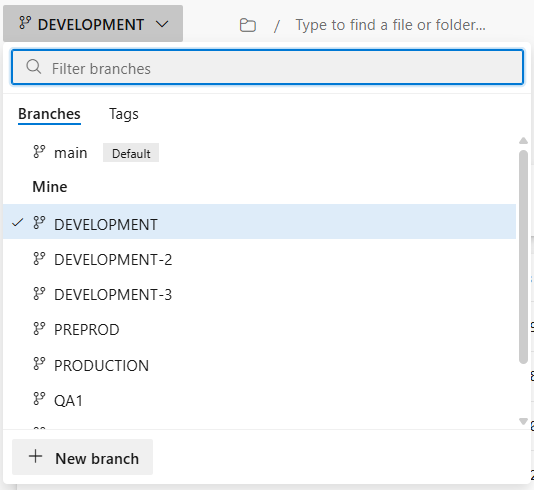 DEVELOPMENT / Type to find a file or folder...
Filter branches
Branches Tags
main Default
Mine
DEVELOPMENT
DEVELOPMENT-2
DEVELOPMENT-3
PREPROD
PRODUCTION
QA1
New branch